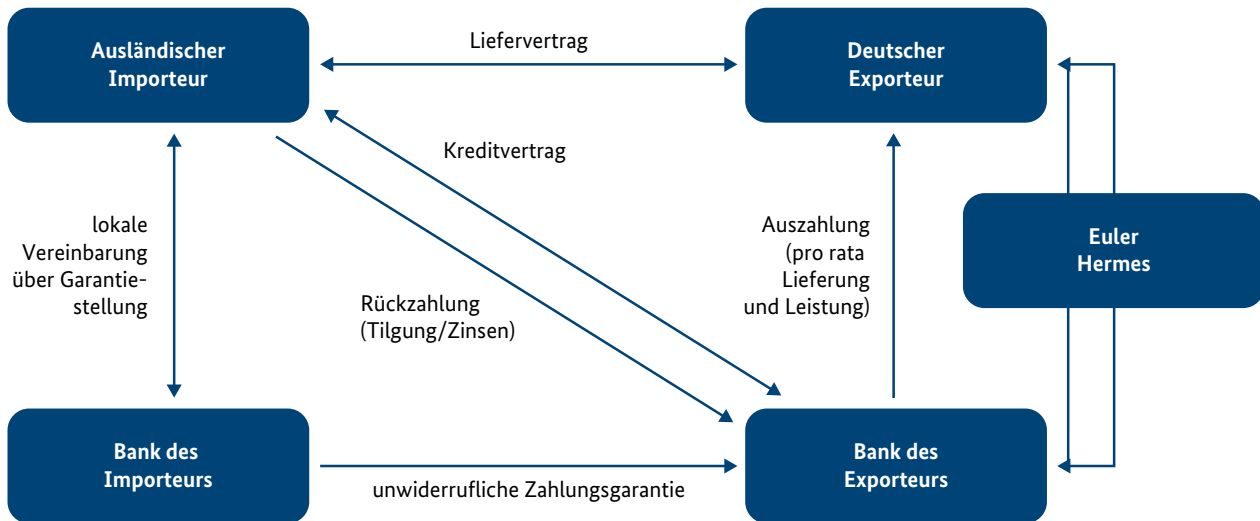 Ausländischer
Importeur
Liefervertrag
Deutscher
Exporteur
Kreditvertrag
lokale
Vereinbarung
über Garantie-
stellung
Rückzahlung
(Tilgung/Zinsen)
Auszahlung
(pro rata
Lieferung
und Leistung)
Euler
Hermes
Bank des
Importeurs
unwiderrufliche Zahlungsgarantie
Bank des
Exporteurs